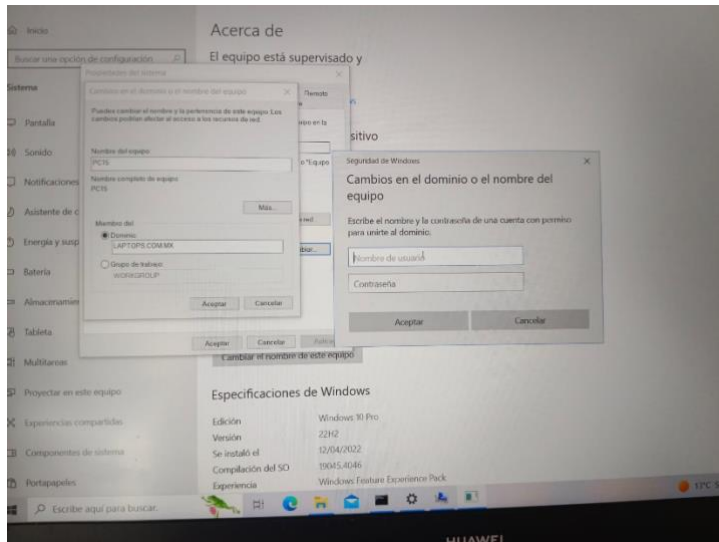 Inicio
Acerca de
Buscar una opción de configuración
El equipo está supervisado y
Sistema
Propiedades del sistema
Cambios en el dominio o el nombre del equipo
Remoto
Puedes cambiar el nombre y la pertenencia de este equipo. Los
cambios podrían afectar al acceso a los recursos de red.
uipo en la
sitivo
Pantalla
Sonido
Nombre del equipo:
PC15
o "Equipo
Nombre completo de equipo:
PC15
Notificaciones
Más...
Asistente de c
Miembro del
Dominio:
LAPTOPS.COM.MX
Energía y susp
Grupo de trabajo:
WORKGROUP
Batería
Aceptar
Cancelar
Almacenamien
Aceptar
Cancelar
Tableta
Seguridad de Windows
Cambios en el dominio o el nombre del
equipo
Escribe el nombre y la contraseña de una cuenta con permiso
para unirte al dominio.
Nombre de usuario
Contraseña
Aceptar
Cancelar
Cambiar el nombre de este equipo
Multitareas
Especificaciones de Windows
Proyectar en este equipo
Edición Windows 10 Pro
Experiencias compartidas
Versión 22H2
Se instaló el 12/04/2022
Componentes de sistema
Compilación del SO 19045.4046
Portapapeles
Experiencia Windows Feature Experience Pack
Escribe aquí para buscar.
17°C S
HUAWEI